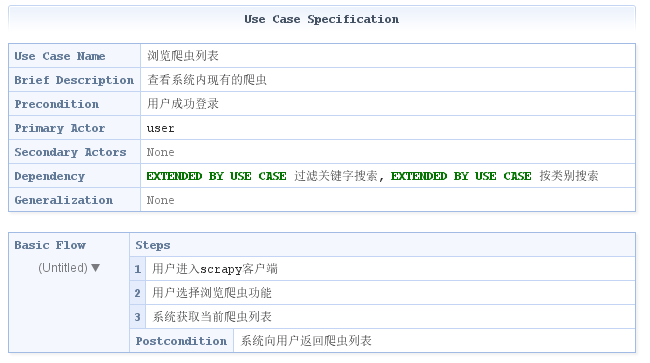 Use Case Specification
Use Case Name 浏览爬虫列表
Brief Description 查看系统内现有的爬虫
Precondition 用户成功登录
Primary Actor user
Secondary Actors None
Dependency EXTENDED BY USE CASE 过滤关键字搜索, EXTENDED BY USE CASE 按类别搜索
Generalization None
Basic Flow Steps
(Untitled) ▼ 1 用户进入scrapy客户端
2 用户选择浏览爬虫功能
3 系统获取当前爬虫列表
Postcondition 系统向用户返回爬虫列表